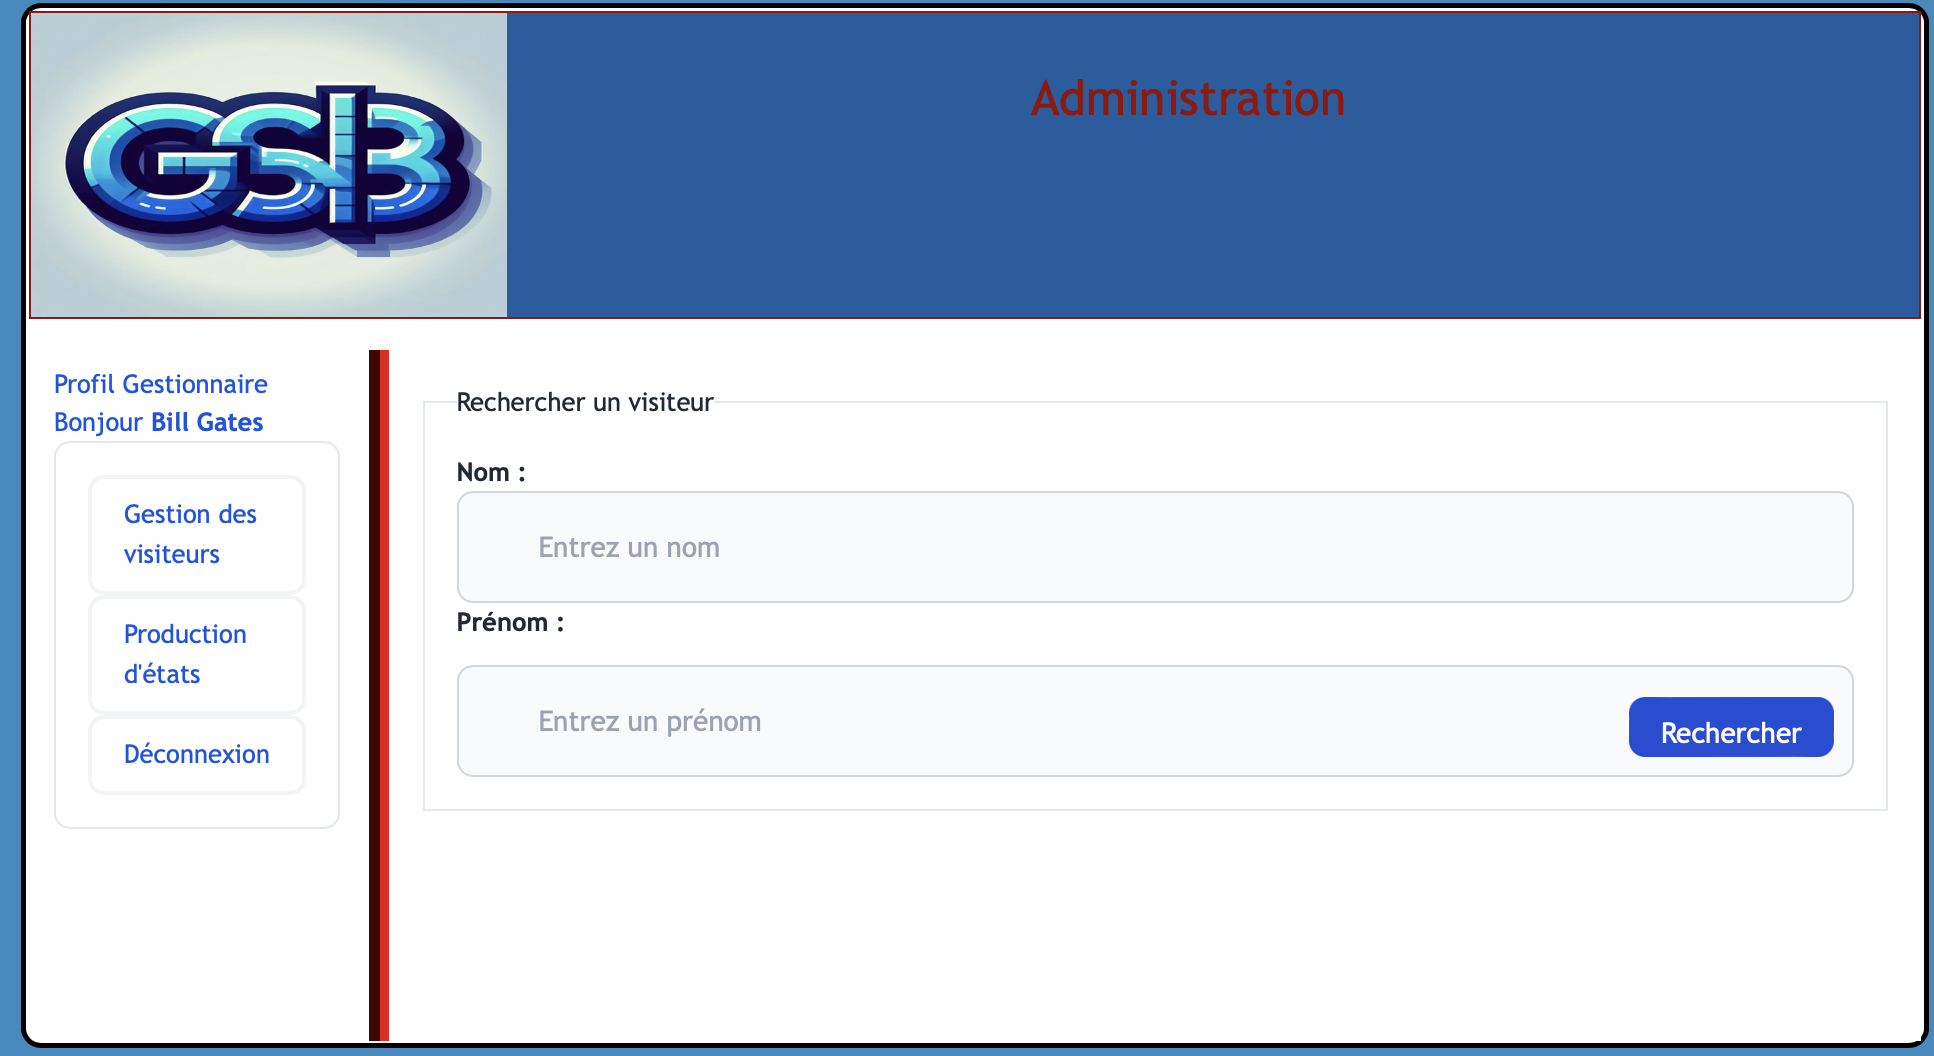 GSB
Administration
Profil Gestionnaire
Bonjour Bill Gates
Gestion des
visiteurs
Production
d'états
Déconnexion
Rechercher un visiteur
Nom :
Entrez un nom
Prénom :
Entrez un prénom
Rechercher